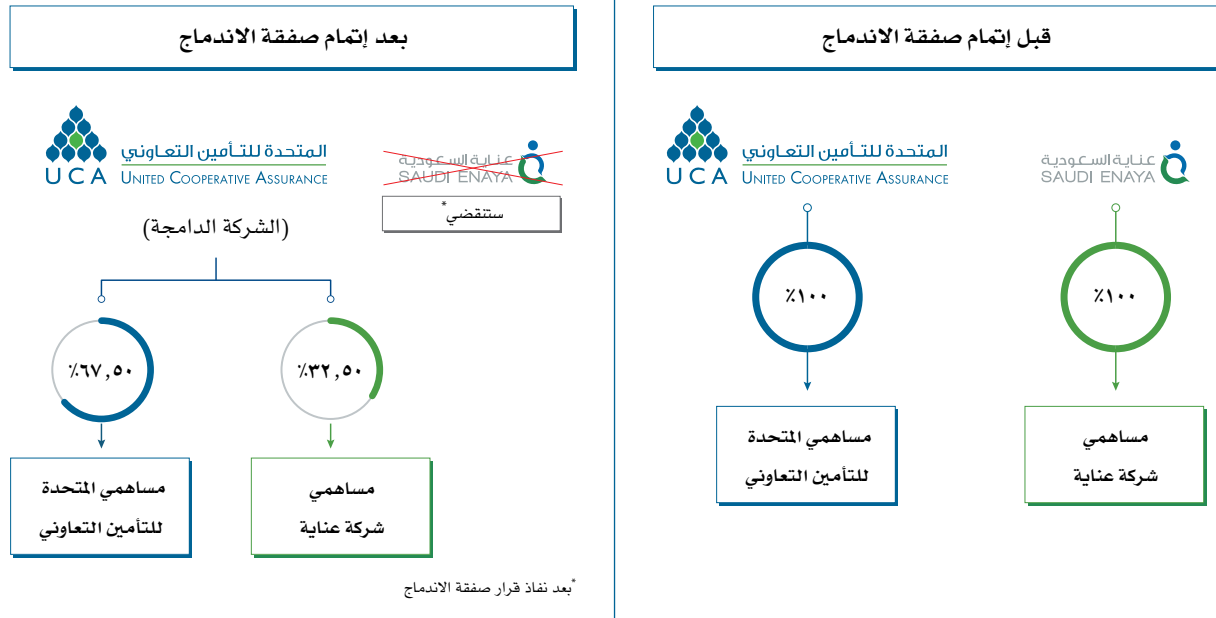 قبل إتمام صفقة الاندماج
عناية السعودية
SAUDI ENAYA
المتحدة للتأمين التعاوني
UCA UNITED COOPERATIVE ASSURANCE
٪١٠٠
٪١٠٠
مساهمي
شركة عناية
مساهمي المتحدة
للتأمين التعاوني
بعد إتمام صفقة الاندماج
عناية السعودية
SAUDI ENAYA
ستنقضي*
المتحدة للتأمين التعاوني
UCA UNITED COOPERATIVE ASSURANCE
(الشركة الدامجة)
٪٣٢,٥٠
٪٦٧,٥٠
مساهمي
شركة عناية
مساهمي المتحدة
للتأمين التعاوني
*بعد نفاذ قرار صفقة الاندماج